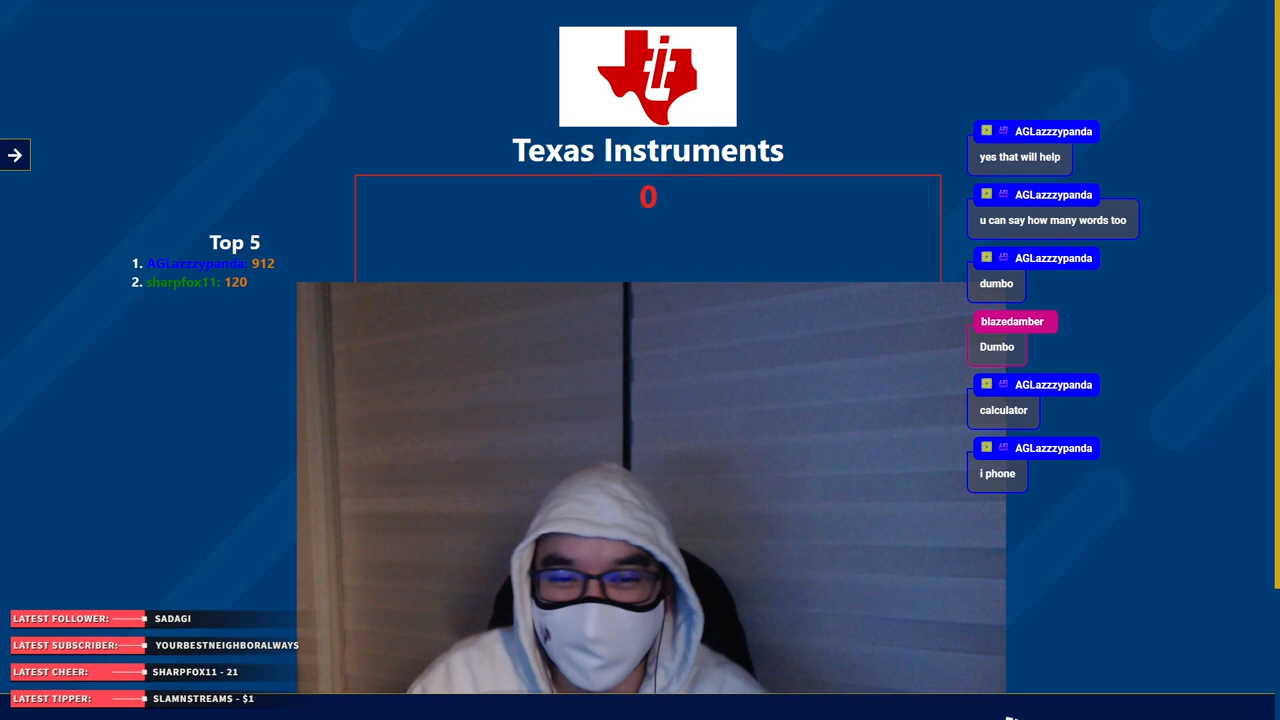 Texas Instruments
0
Top 5
1. AGLazzzypanda: 912
2. sharpfox11: 120
AGLazzzypanda
yes that will help
AGLazzzypanda
u can say how many words too
AGLazzzypanda
dumbo
blazedamber
Dumbo
AGLazzzypanda
calculator
AGLazzzypanda
i phone
LATEST FOLLOWER: SADAGI
LATEST SUBSCRIBER: YOURBESTNEIGHBORALWAYS
LATEST CHEER: SHARPFOX11 - 21
LATEST TIPPER: SLAMNSTREAMS - $1